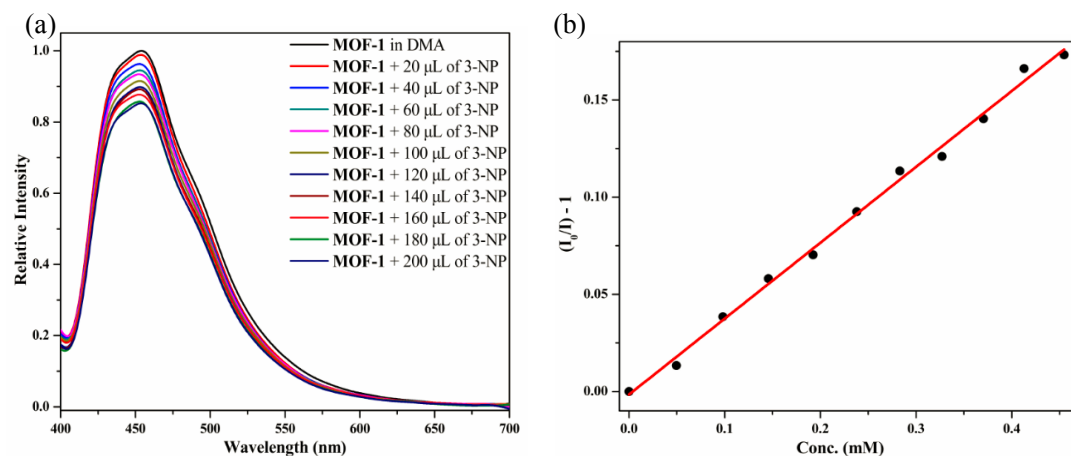 (a)
MOF-1 in DMA
MOF-1 + 20 μL of 3-NP
MOF-1 + 40 μL of 3-NP
MOF-1 + 60 μL of 3-NP
MOF-1 + 80 μL of 3-NP
MOF-1 + 100 μL of 3-NP
MOF-1 + 120 μL of 3-NP
MOF-1 + 140 μL of 3-NP
MOF-1 + 160 μL of 3-NP
MOF-1 + 180 μL of 3-NP
MOF-1 + 200 μL of 3-NP
Relative Intensity
1.0
0.8
0.6
0.4
0.2
0.0
400 450 500 550 600 650 700
Wavelength (nm)
(b)
(I₀/I) - 1
0.15
0.10
0.05
0.00
0.0 0.1 0.2 0.3 0.4
Conc. (mM)